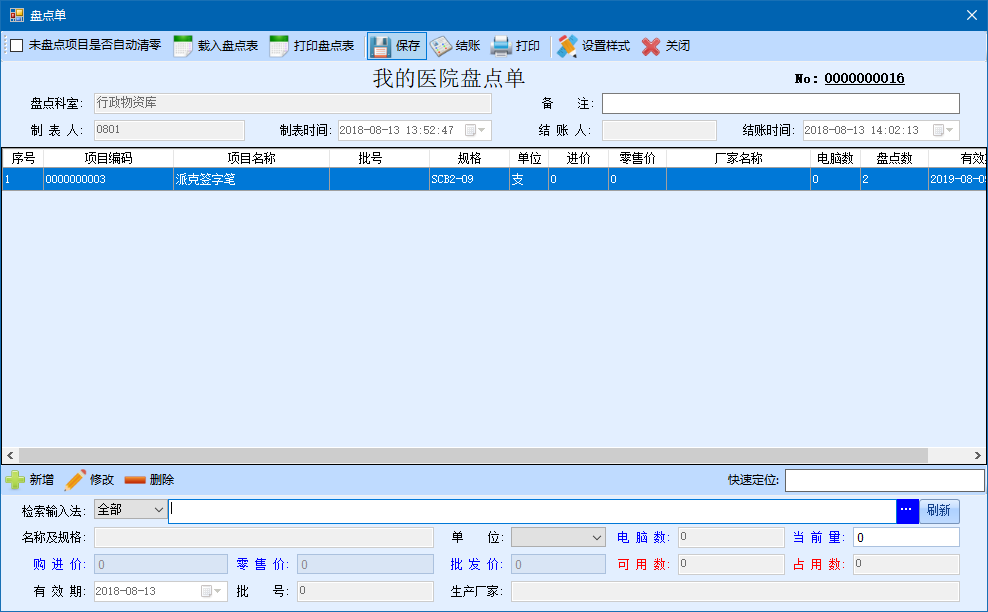 盘点单
未盘点项目是否自动清零 载入盘点表 打印盘点表 保存 结账 打印 设置样式 关闭
我的医院盘点单 No: 0000000016
盘点科室: 行政物资库 备 注:
制 表 人: 0801 制表时间: 2018-08-13 13:52:47 结 账 人: 结账时间: 2018-08-13 14:02:13
序号 项目编码 项目名称 批号 规格 单位 进价 零售价 厂家名称 电脑数 盘点数 有效
1 0000000003 派克签字笔 SCB2-09 支 0 0 0 2 2019-08-09
新增 修改 删除 快速定位:
检索输入法: 全部 ... 刷新
名称及规格: 单 位: 电 脑 数: 0 当 前 量: 0
购 进 价: 0 零 售 价: 0 批 发 价: 0 可 用 数: 0 占 用 数: 0
有 效 期: 2018-08-13 批 号: 0 生产厂家: